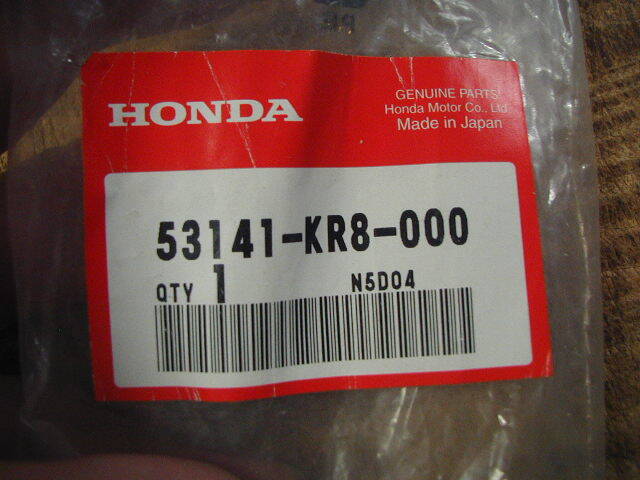 HONDA
GENUINE PARTS
Honda Motor Co., Ltd
Made in Japan
53141-KR8-000
QTY 1 N5D04